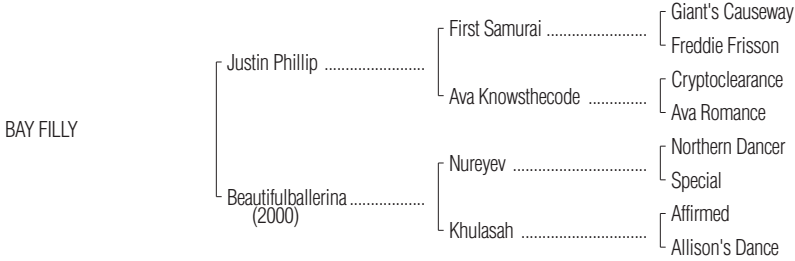 Giant's Causeway
First Samurai ........................
Freddie Frisson
Justin Phillip ........................
Cryptoclearance
Ava Knowsthecode ..............
Ava Romance
BAY FILLY
Northern Dancer
Nureyev ................................
Special
Beautifulballerina ..................
(2000)
Affirmed
Khulasah ..............................
Allison's Dance